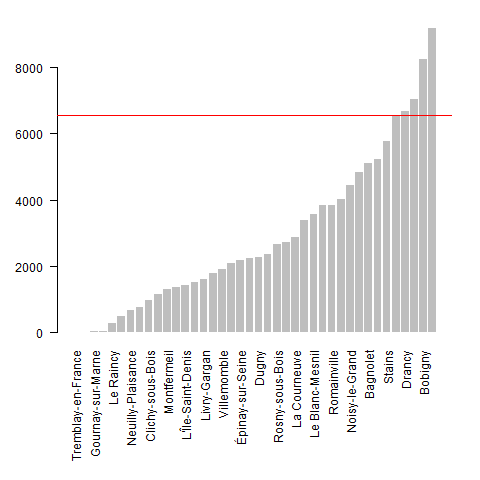 8000
6000
4000
2000
0
Tremblay-en-France
Gournay-sur-Marne
Le Raincy
Neuilly-Plaisance
Clichy-sous-Bois
Montfermeil
L'Île-Saint-Denis
Livry-Gargan
Villemomble
Épinay-sur-Seine
Dugny
Rosny-sous-Bois
La Courneuve
Le Blanc-Mesnil
Romainville
Noisy-le-Grand
Bagnolet
Stains
Drancy
Bobigny